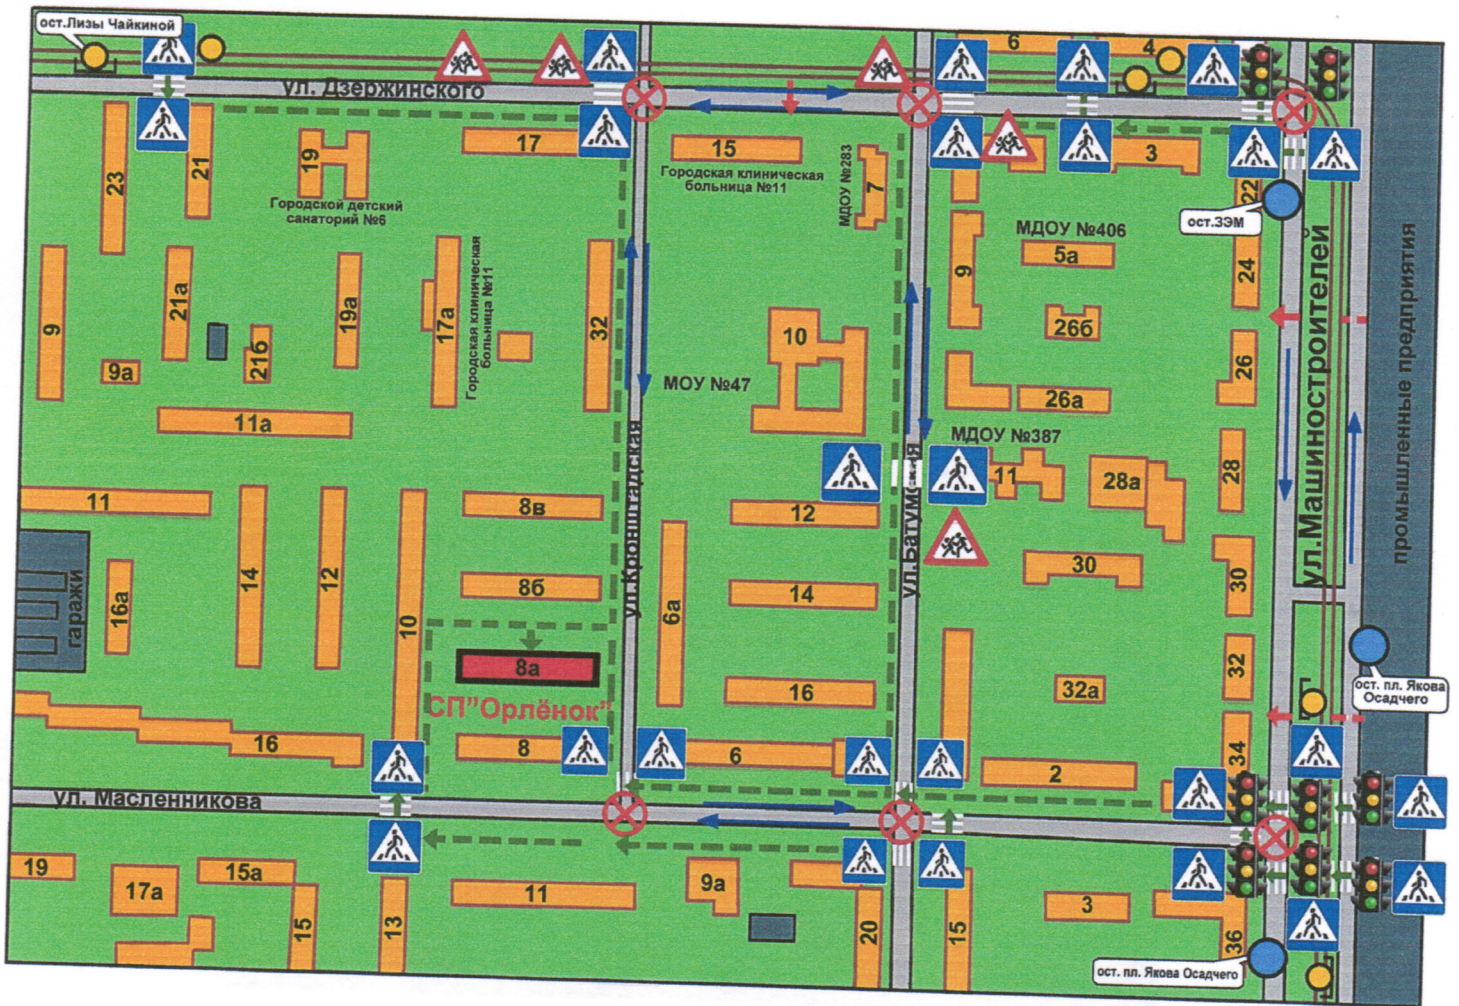 ост.Лизы Чайкиной
6
4
ул. Дзержинского
17
15
3
23
21
19
22
Городская клиническая
больница №11
МДОУ №283
7
Городской детский
санаторий №6
ост.ЗЭМ
МДОУ №406
5а
9
24
ул.Машиностроителей
промышленные предприятия
9
21а
19а
17а
Городская клиническая
больница №11
32
10
26б
26
9а
21б
МОУ №47
26а
11а
ул.Кронштадская
МДОУ №387
ул.Батумская
11
28а
28
11
8в
12
14
12
10
30
30
гаражи
16а
8б
14
6а
8а
СП"Орлёнок"
16
32а
32
ост. пл. Якова
Осадчего
16
8
6
2
34
ул. Масленникова
19
17а
15а
15
13
11
9а
20
15
3
36
ост. пл. Якова Осадчего